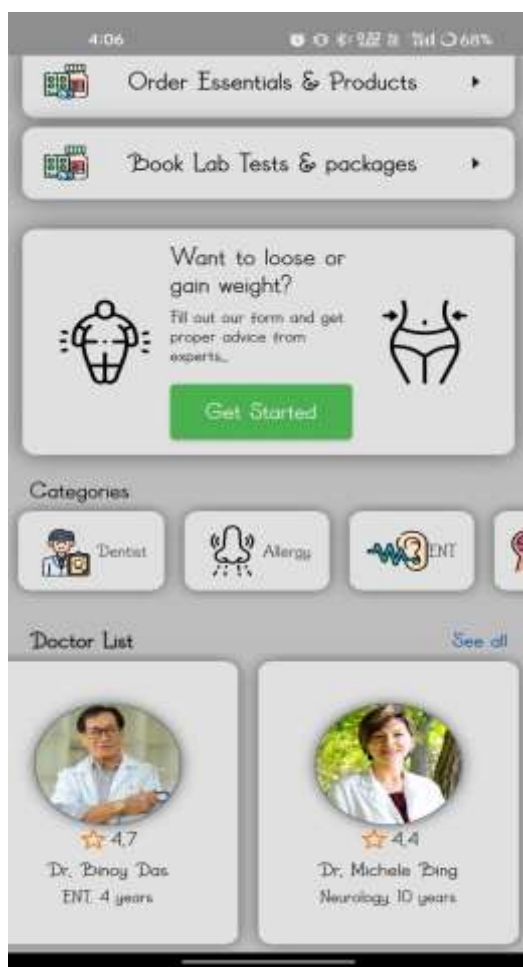 4:06
68%
Order Essentials & Products
Book Lab Tests & packages
Want to loose or
gain weight?
Fill out our form and get
proper advice from
experts...
Get Started
Categories
Dentist
Allergy
ENT
Doctor List
See all
4.7
4.4
Dr. Binoy Das
Dr. Michele Bing
ENT 4 years
Neurology 10 years